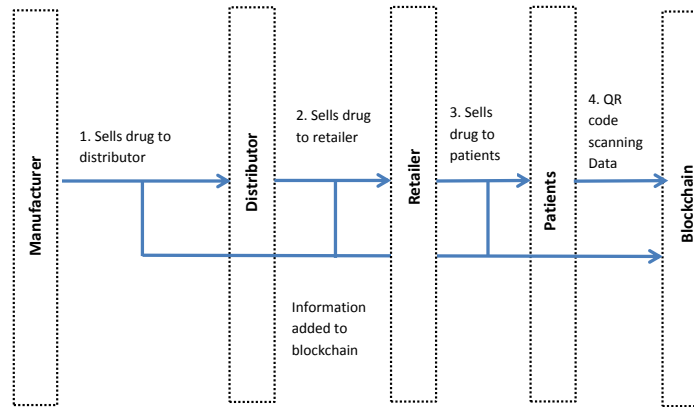 Manufacturer
1. Sells drug to
distributor
Distributor
2. Sells drug
to retailer
Retailer
3. Sells
drug to
patients
Patients
4. QR
code
scanning
Data
Blockchain
Information
added to
blockchain